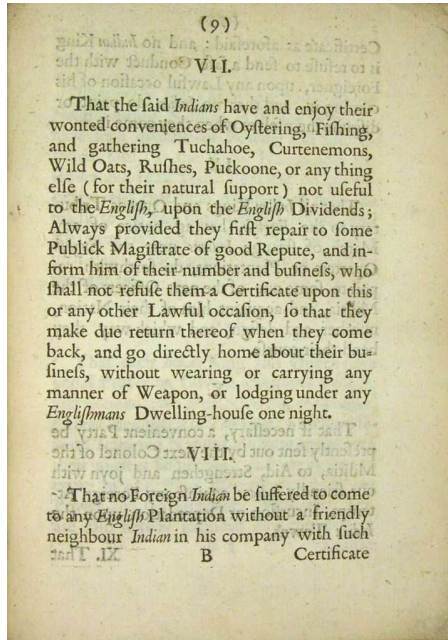 (9)
VII.
That the ſaid Indians have and enjoy their
wonted conveniences of Oyſtering, Fiſhing,
and gathering Tuchahoe, Curtenemons,
Wild Oats, Ruſhes, Puckoone, or any thing
elſe (for their natural ſupport) not uſeful
to the Engliſh, upon the Engliſh Dividends;
Always provided they firſt repair to ſome
Publick Magiſtrate of good Repute, and in-
form him of their number and buſineſs, who
ſhall not refuſe them a Certificate upon this
or any other Lawful occaſion, ſo that they
make due return thereof when they come
back, and go directly home about their bu-
ſineſs, without wearing or carrying any
manner of Weapon, or lodging under any
Engliſhmans Dwelling-houſe one night.
VIII.
That no Foreign Indian be ſuffered to come
to any Engliſh Plantation without a friendly
neighbour Indian in his company with ſuch
B Certificate